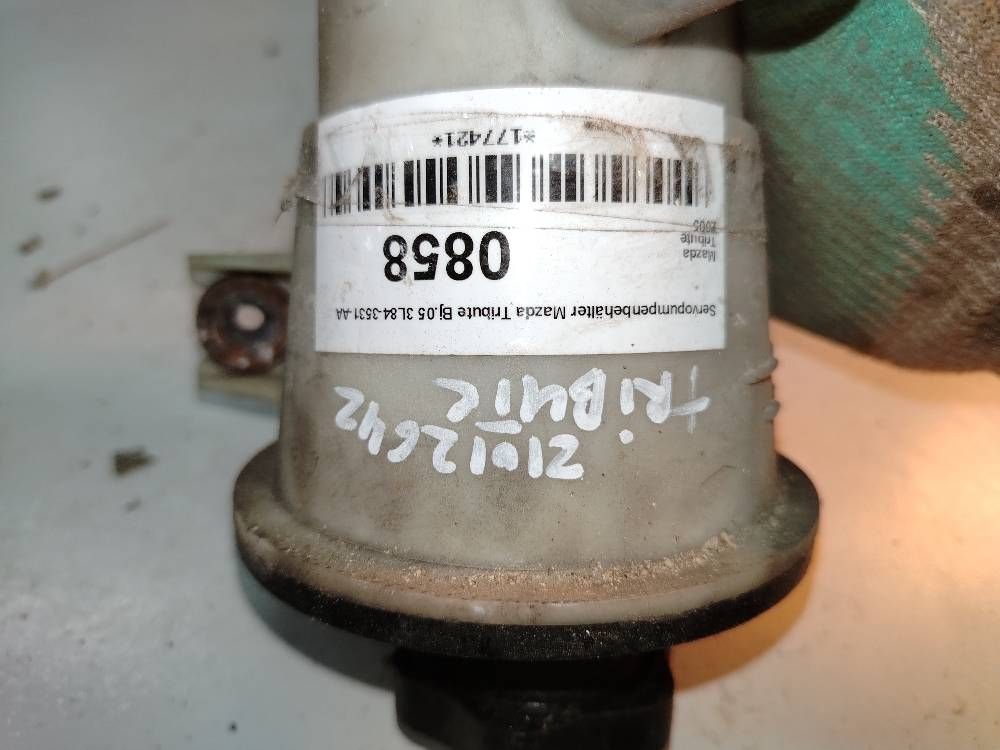 21012642
tRiBUTE
Servopumpenbehälter Mazda Tribute Bj.05 3L84-3531-AA
0858
Mazda
Tribute
2005
*177421*